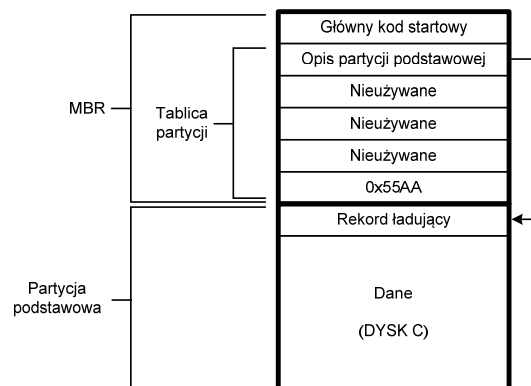 Główny kod startowy
Opis partycji podstawowej
Nieużywane
Nieużywane
Nieużywane
0x55AA
MBR
Tablica
partycji
Rekord ładujący
Partycja
podstawowa
Dane
(DYSK C)